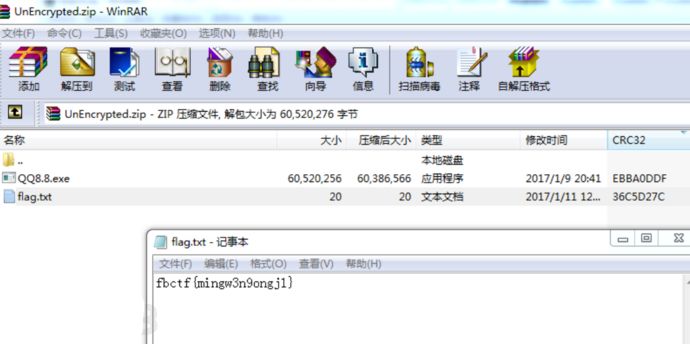 UnEncrypted.zip - WinRAR
文件(F) 命令(C) 工具(S) 收藏夹(O) 选项(N) 帮助(H)
添加 解压到 测试 查看 删除 查找 向导 信息 扫描病毒 注释 自解压格式
UnEncrypted.zip - ZIP 压缩文件, 解包大小为 60,520,276 字节
名称 大小 压缩后大小 类型 修改时间 CRC32
.. 本地磁盘
QQ8.8.exe 60,520,256 60,386,566 应用程序 2017/1/9 20:41 EBBA0DDF
flag.txt 20 20 文本文档 2017/1/11 12... 36C5D27C
flag.txt - 记事本
文件(F) 编辑(E) 格式(O) 查看(V) 帮助(H)
fbctf{mingw3n9ongj1}